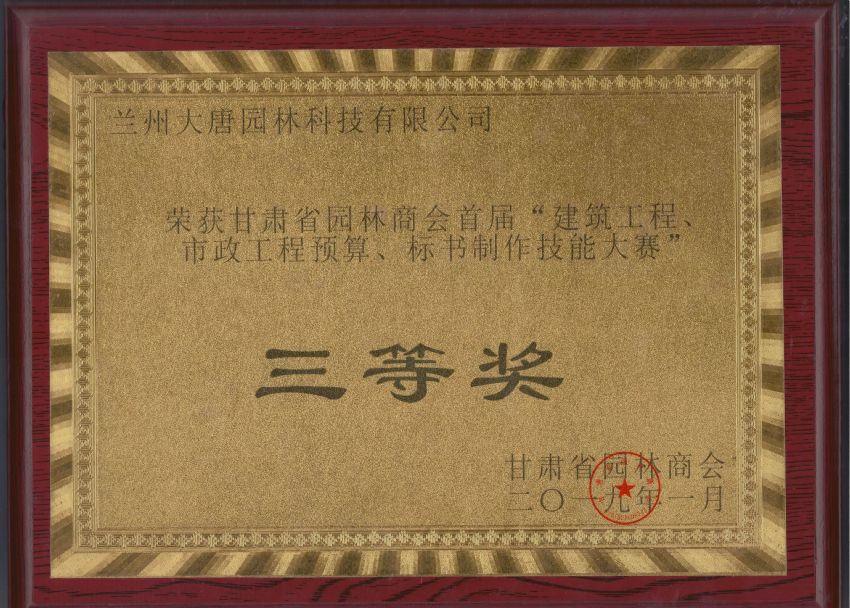 兰州大唐园林科技有限公司
荣获甘肃省园林商会首届“建筑工程、
市政工程预算、标书制作技能大赛”
三等奖
甘肃省园林商会
二〇一九年一月